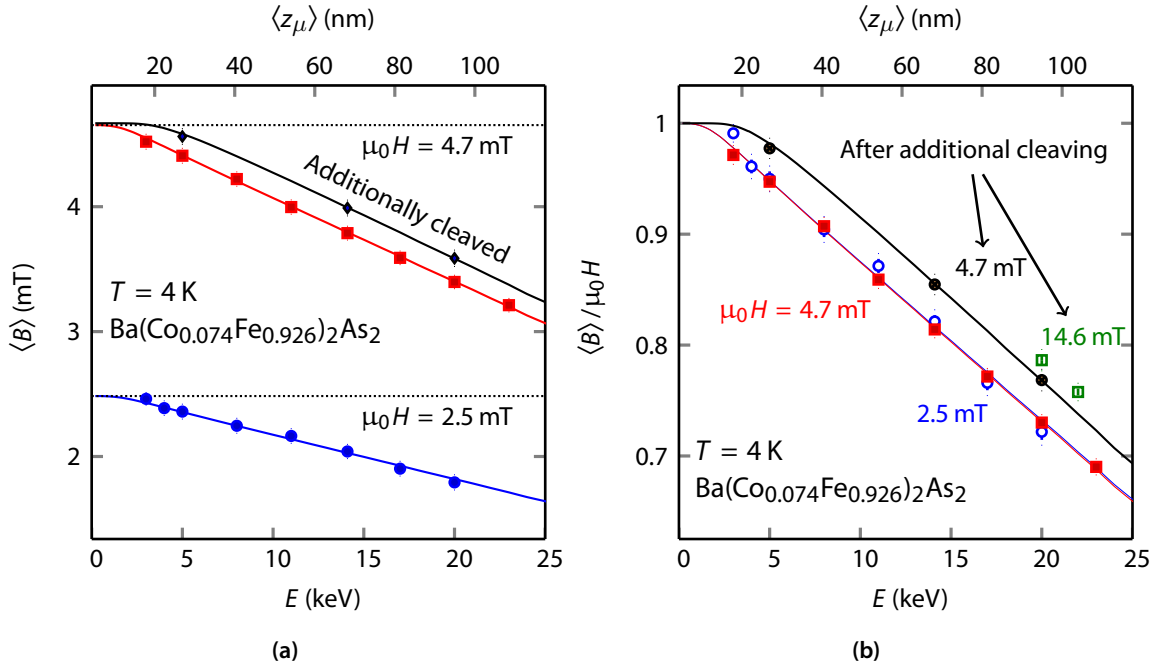 ⟨zμ⟩ (nm)
20 40 60 80 100
μ0H = 4.7 mT
Additionally cleaved
T = 4 K
Ba(Co0.074Fe0.926)2As2
μ0H = 2.5 mT
4
3
2
⟨B⟩ (mT)
0 5 10 15 20 25
E (keV)
(a)
⟨zμ⟩ (nm)
20 40 60 80 100
After additional cleaving
4.7 mT
14.6 mT
μ0H = 4.7 mT
2.5 mT
T = 4 K
Ba(Co0.074Fe0.926)2As2
1
0.9
0.8
0.7
⟨B⟩/μ0H
0 5 10 15 20 25
E (keV)
(b)